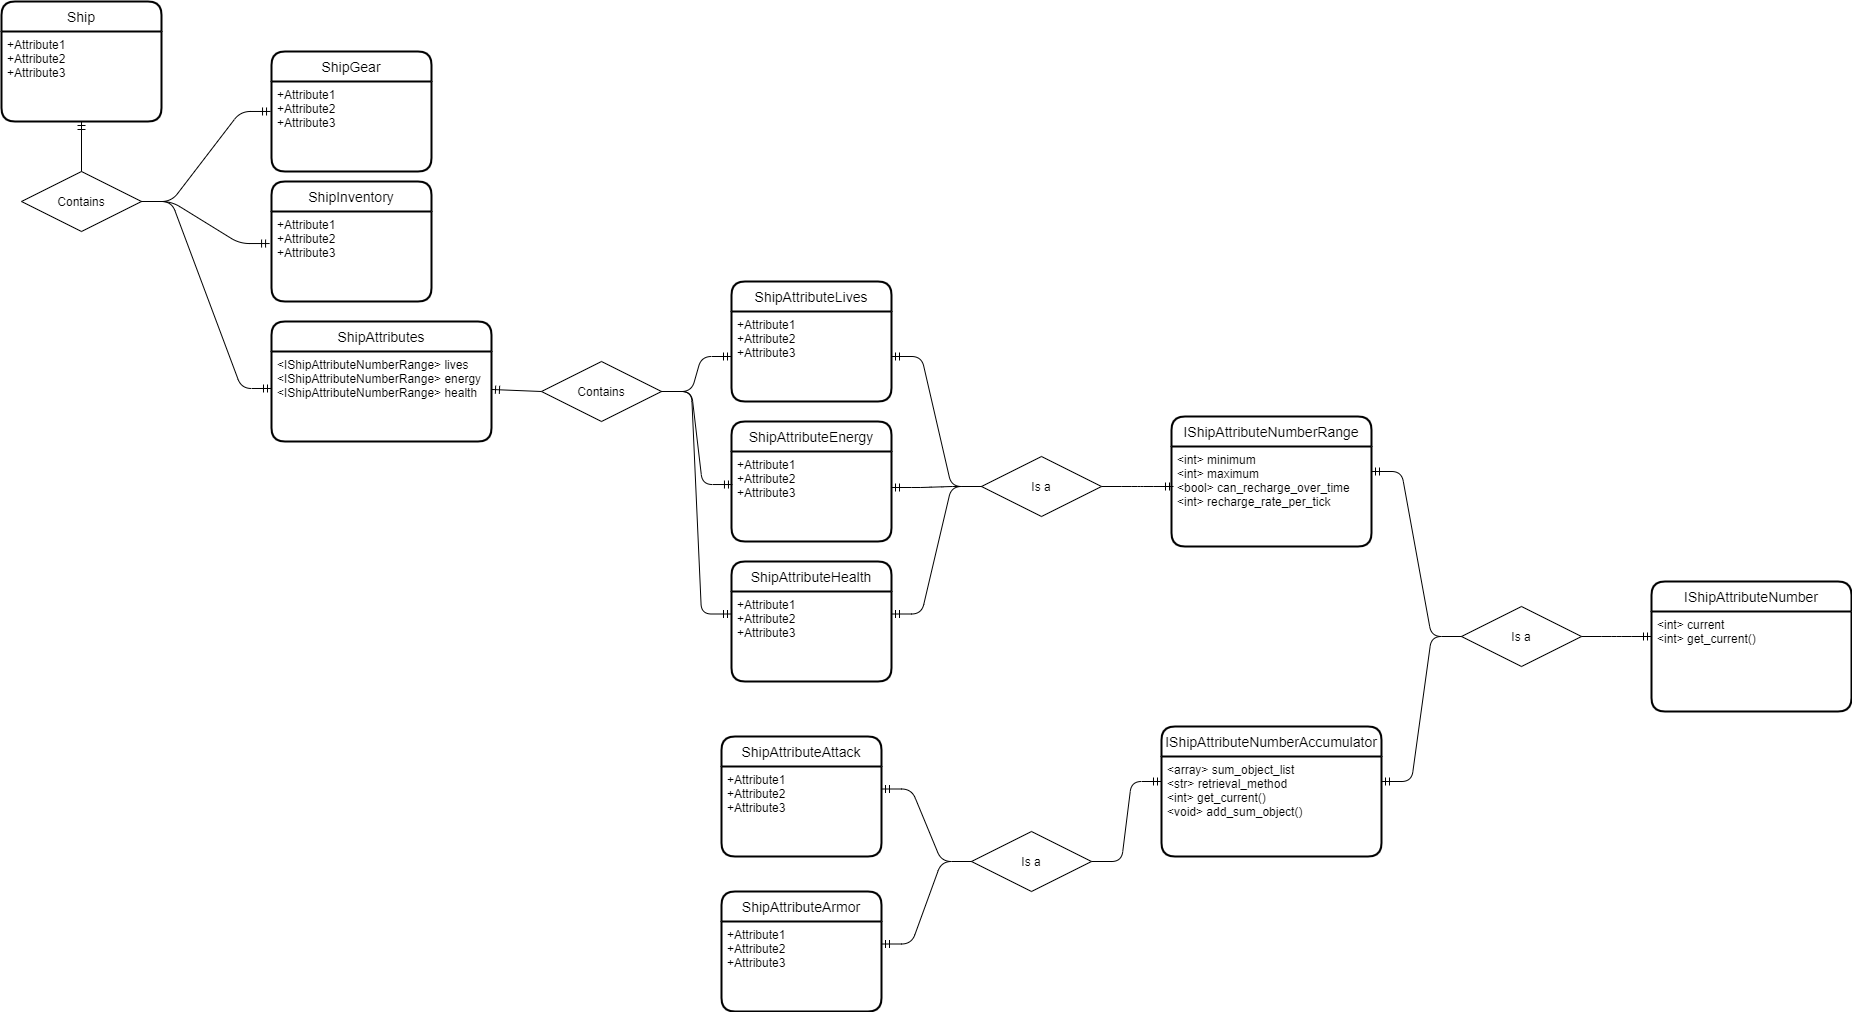 Ship
+Attribute1
+Attribute2
+Attribute3
Contains
ShipGear
+Attribute1
+Attribute2
+Attribute3
ShipInventory
+Attribute1
+Attribute2
+Attribute3
ShipAttributes
<IShipAttributeNumberRange> lives
<IShipAttributeNumberRange> energy
<IShipAttributeNumberRange> health
Contains
ShipAttributeLives
+Attribute1
+Attribute2
+Attribute3
ShipAttributeEnergy
+Attribute1
+Attribute2
+Attribute3
ShipAttributeHealth
+Attribute1
+Attribute2
+Attribute3
Is a
IShipAttributeNumberRange
<int> minimum
<int> maximum
<bool> can_recharge_over_time
<int> recharge_rate_per_tick
Is a
IShipAttributeNumber
<int> current
<int> get_current()
ShipAttributeAttack
+Attribute1
+Attribute2
+Attribute3
ShipAttributeArmor
+Attribute1
+Attribute2
+Attribute3
Is a
IShipAttributeNumberAccumulator
<array> sum_object_list
<str> retrieval_method
<int> get_current()
<void> add_sum_object()